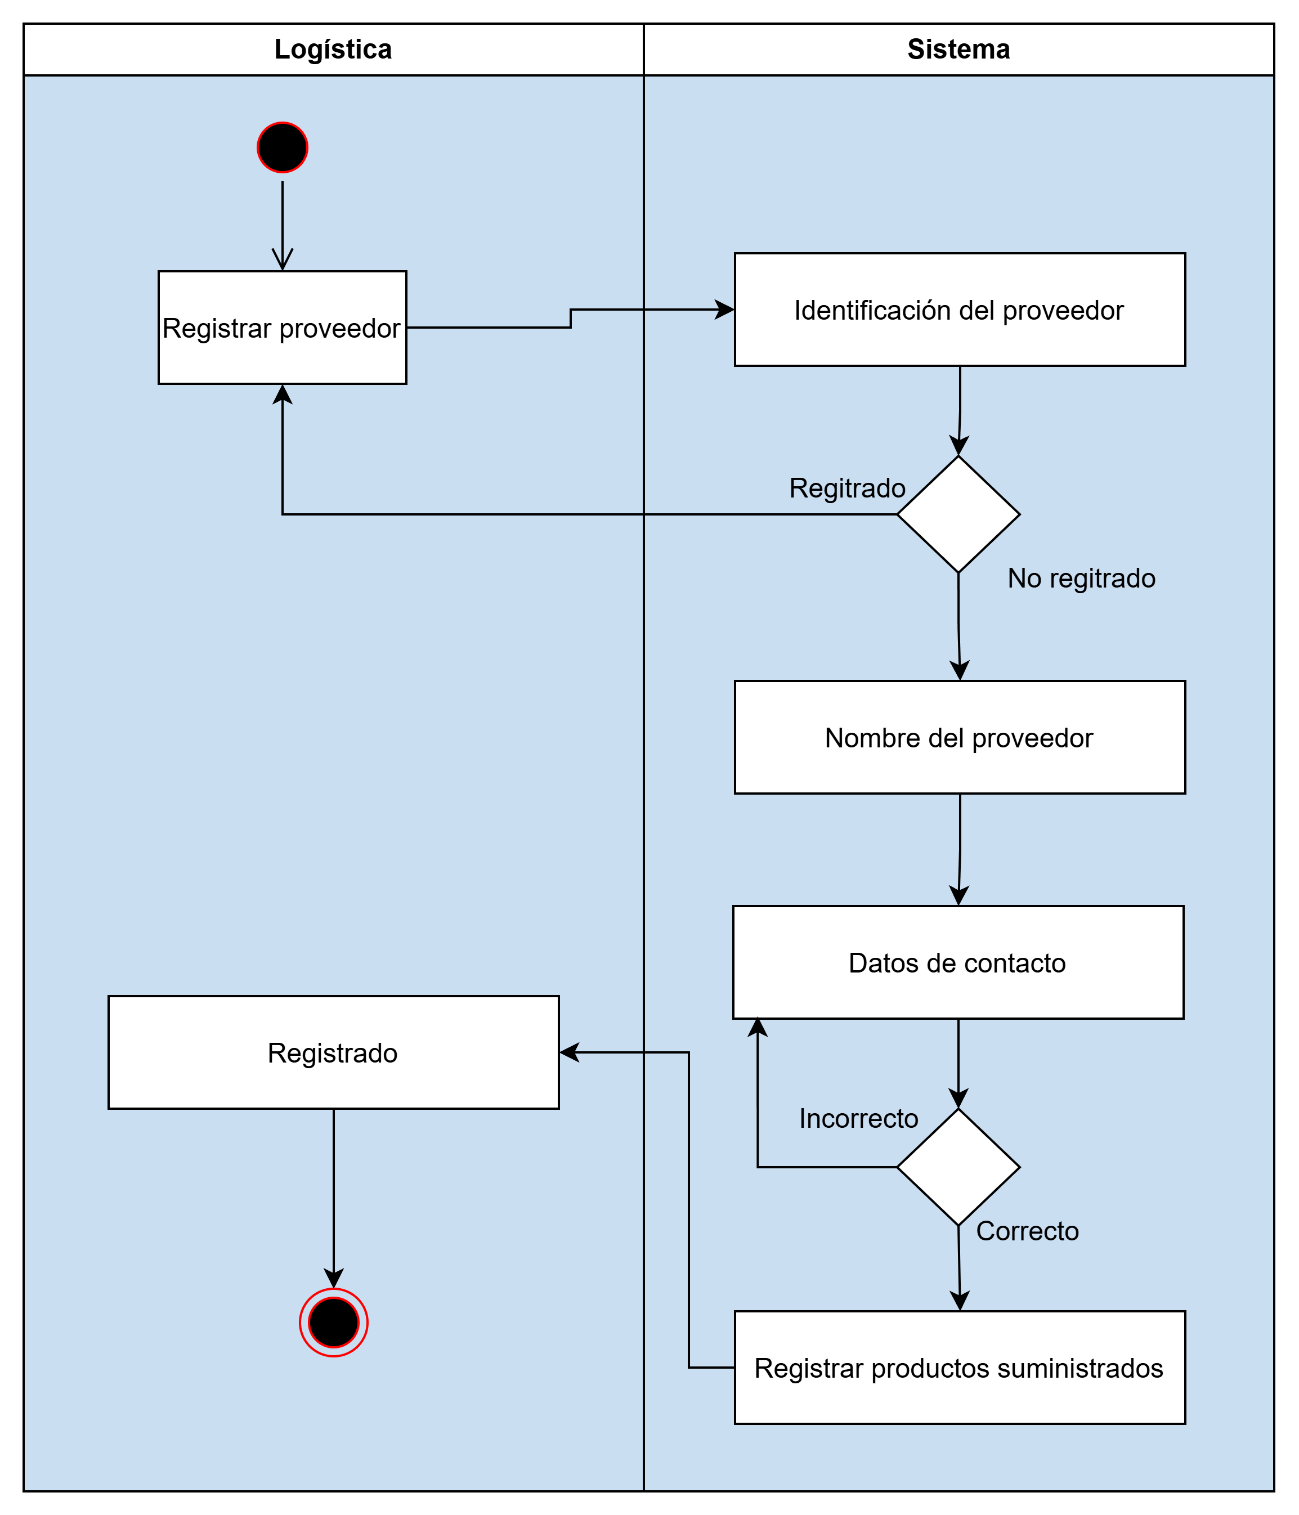 Logística
Sistema
Registrar proveedor
Identificación del proveedor
Regitrado
No regitrado
Nombre del proveedor
Datos de contacto
Registrado
Incorrecto
Correcto
Registrar productos suministrados